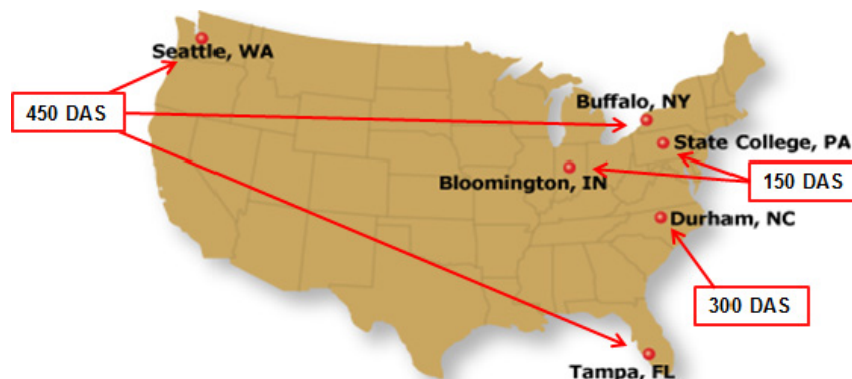 Seattle, WA
450 DAS
Buffalo, NY
State College, PA
Bloomington, IN
150 DAS
Durham, NC
300 DAS
Tampa, FL